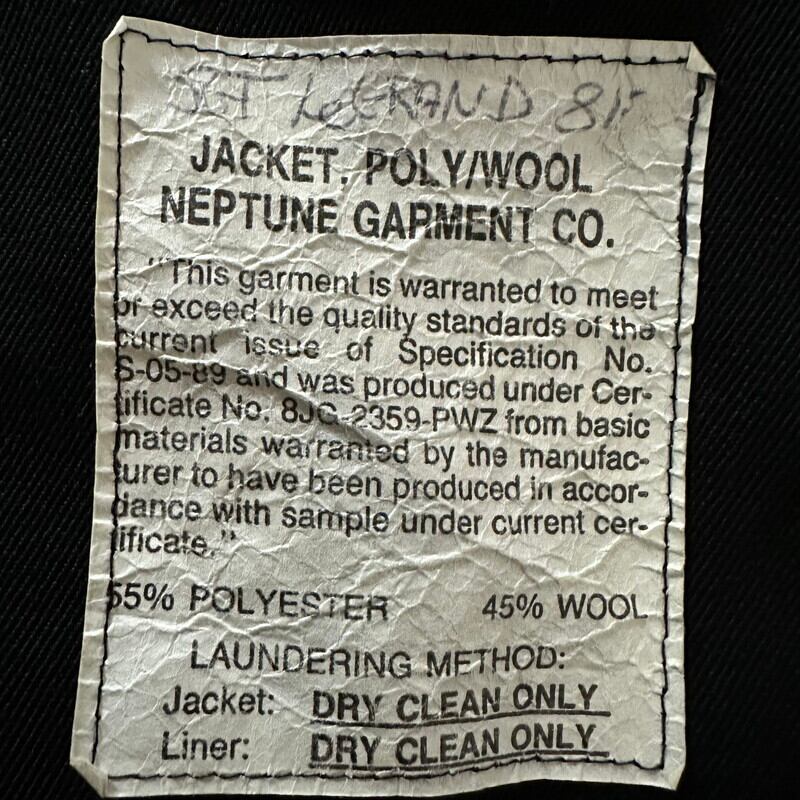 SGT LeGRAND
JACKET, POLY/WOOL
NEPTUNE GARMENT CO.
"This garment is warranted to meet
or exceed the quality standards of the
current issue of Specification No.
S-05-89 and was produced under Cer-
tificate No. 8JG-2359-PWZ from basic
materials warranted by the manufac-
turer to have been produced in accor-
dance with sample under current cer-
tificate."
55% POLYESTER 45% WOOL
LAUNDERING METHOD:
Jacket: DRY CLEAN ONLY
Liner: DRY CLEAN ONLY